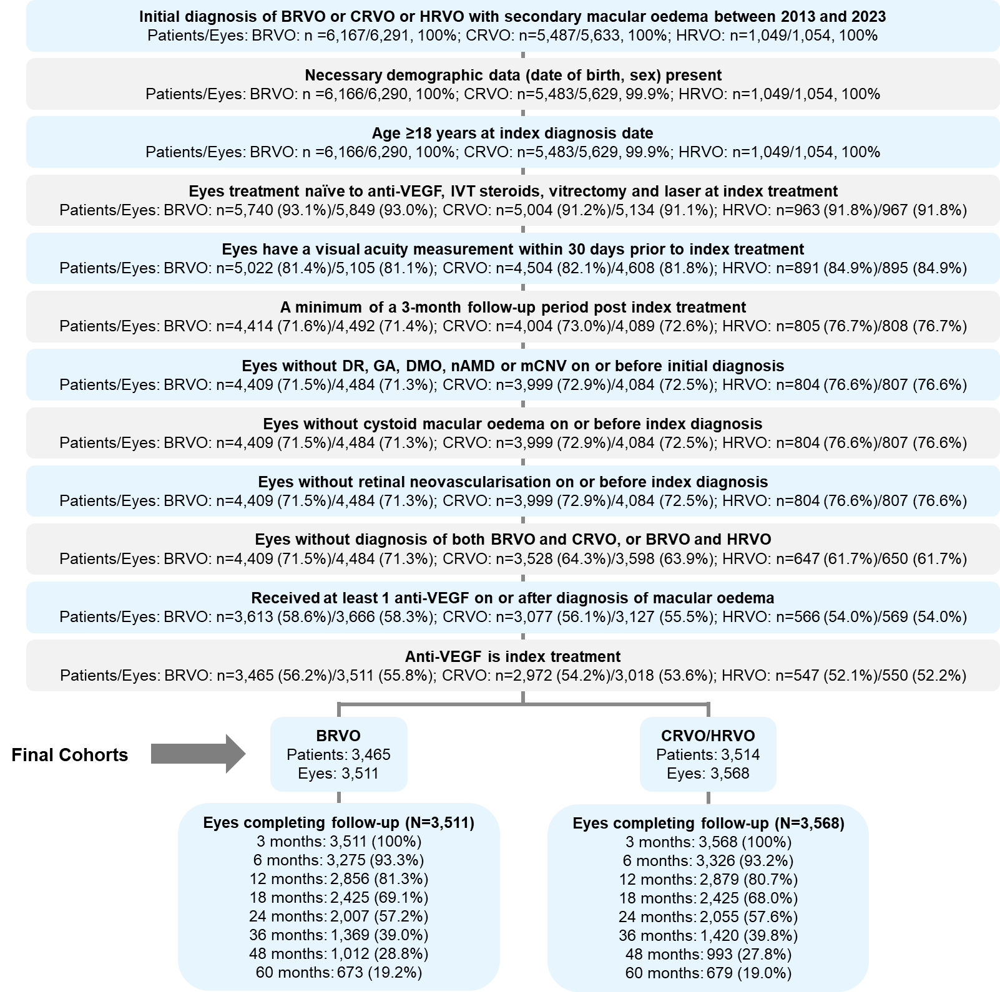 Initial diagnosis of BRVO or CRVO or HRVO with secondary macular oedema between 2013 and 2023
Patients/Eyes: BRVO: n =6,167/6,291, 100%; CRVO: n=5,487/5,633, 100%; HRVO: n=1,049/1,054, 100%
Necessary demographic data (date of birth, sex) present
Patients/Eyes: BRVO: n =6,166/6,290, 100%; CRVO: n=5,483/5,629, 99.9%; HRVO: n=1,049/1,054, 100%
Age ≥18 years at index diagnosis date
Patients/Eyes: BRVO: n =6,166/6,290, 100%; CRVO: n=5,483/5,629, 99.9%; HRVO: n=1,049/1,054, 100%
Eyes treatment naïve to anti-VEGF, IVT steroids, vitrectomy and laser at index treatment
Patients/Eyes: BRVO: n=5,740 (93.1%)/5,849 (93.0%); CRVO: n=5,004 (91.2%)/5,134 (91.1%); HRVO: n=963 (91.8%)/967 (91.8%)
Eyes have a visual acuity measurement within 30 days prior to index treatment
Patients/Eyes: BRVO: n=5,022 (81.4%)/5,105 (81.1%); CRVO: n=4,504 (82.1%)/4,608 (81.8%); HRVO: n=891 (84.9%)/895 (84.9%)
A minimum of a 3-month follow-up period post index treatment
Patients/Eyes: BRVO: n=4,414 (71.6%)/4,492 (71.4%); CRVO: n=4,004 (73.0%)/4,089 (72.6%); HRVO: n=805 (76.7%)/808 (76.7%)
Eyes without DR, GA, DMO, nAMD or mCNV on or before initial diagnosis
Patients/Eyes: BRVO: n=4,409 (71.5%)/4,484 (71.3%); CRVO: n=3,999 (72.9%)/4,084 (72.5%); HRVO: n=804 (76.6%)/807 (76.6%)
Eyes without cystoid macular oedema on or before index diagnosis
Patients/Eyes: BRVO: n=4,409 (71.5%)/4,484 (71.3%); CRVO: n=3,999 (72.9%)/4,084 (72.5%); HRVO: n=804 (76.6%)/807 (76.6%)
Eyes without retinal neovascularisation on or before index diagnosis
Patients/Eyes: BRVO: n=4,409 (71.5%)/4,484 (71.3%); CRVO: n=3,999 (72.9%)/4,084 (72.5%); HRVO: n=804 (76.6%)/807 (76.6%)
Eyes without diagnosis of both BRVO and CRVO, or BRVO and HRVO
Patients/Eyes: BRVO: n=4,409 (71.5%)/4,484 (71.3%); CRVO: n=3,528 (64.3%)/3,598 (63.9%); HRVO: n=647 (61.7%)/650 (61.7%)
Received at least 1 anti-VEGF on or after diagnosis of macular oedema
Patients/Eyes: BRVO: n=3,613 (58.6%)/3,666 (58.3%); CRVO: n=3,077 (56.1%)/3,127 (55.5%); HRVO: n=566 (54.0%)/569 (54.0%)
Anti-VEGF is index treatment
Patients/Eyes: BRVO: n=3,465 (56.2%)/3,511 (55.8%); CRVO: n=2,972 (54.2%)/3,018 (53.6%); HRVO: n=547 (52.1%)/550 (52.2%)
Final Cohorts
BRVO
Patients: 3,465
Eyes: 3,511
CRVO/HRVO
Patients: 3,514
Eyes: 3,568
Eyes completing follow-up (N=3,511)
3 months: 3,511 (100%)
6 months: 3,275 (93.3%)
12 months: 2,856 (81.3%)
18 months: 2,425 (69.1%)
24 months: 2,007 (57.2%)
36 months: 1,369 (39.0%)
48 months: 1,012 (28.8%)
60 months: 673 (19.2%)
Eyes completing follow-up (N=3,568)
3 months: 3,568 (100%)
6 months: 3,326 (93.2%)
12 months: 2,879 (80.7%)
18 months: 2,425 (68.0%)
24 months: 2,055 (57.6%)
36 months: 1,420 (39.8%)
48 months: 993 (27.8%)
60 months: 679 (19.0%)